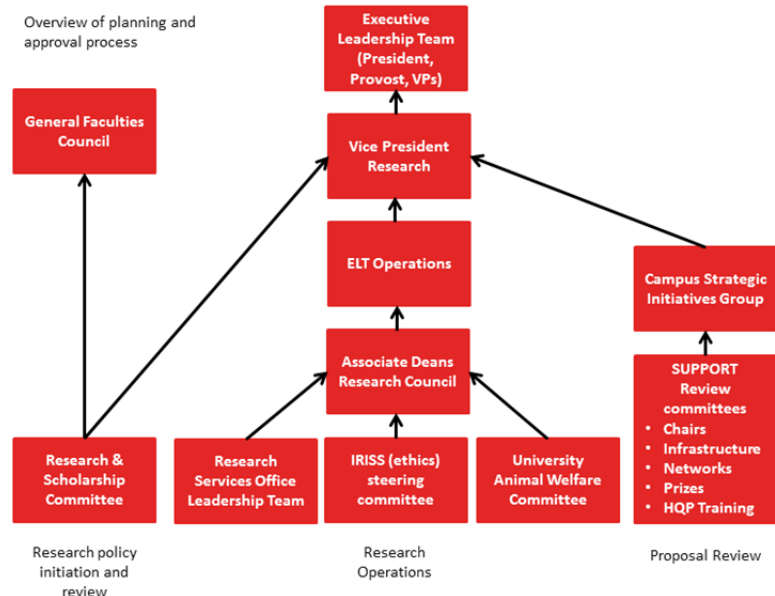 Overview of planning and
approval process
Executive
Leadership Team
(President,
Provost, VPs)
General Faculties
Council
Vice President
Research
ELT Operations
Campus Strategic
Initiatives Group
Associate Deans
Research Council
SUPPORT
Review
committees
• Chairs
• Infrastructure
• Networks
• Prizes
• HQP Training
Research &
Scholarship
Committee
Research
Services Office
Leadership Team
IRISS (ethics)
steering
committee
University
Animal Welfare
Committee
Research policy
initiation and
review
Research
Operations
Proposal Review